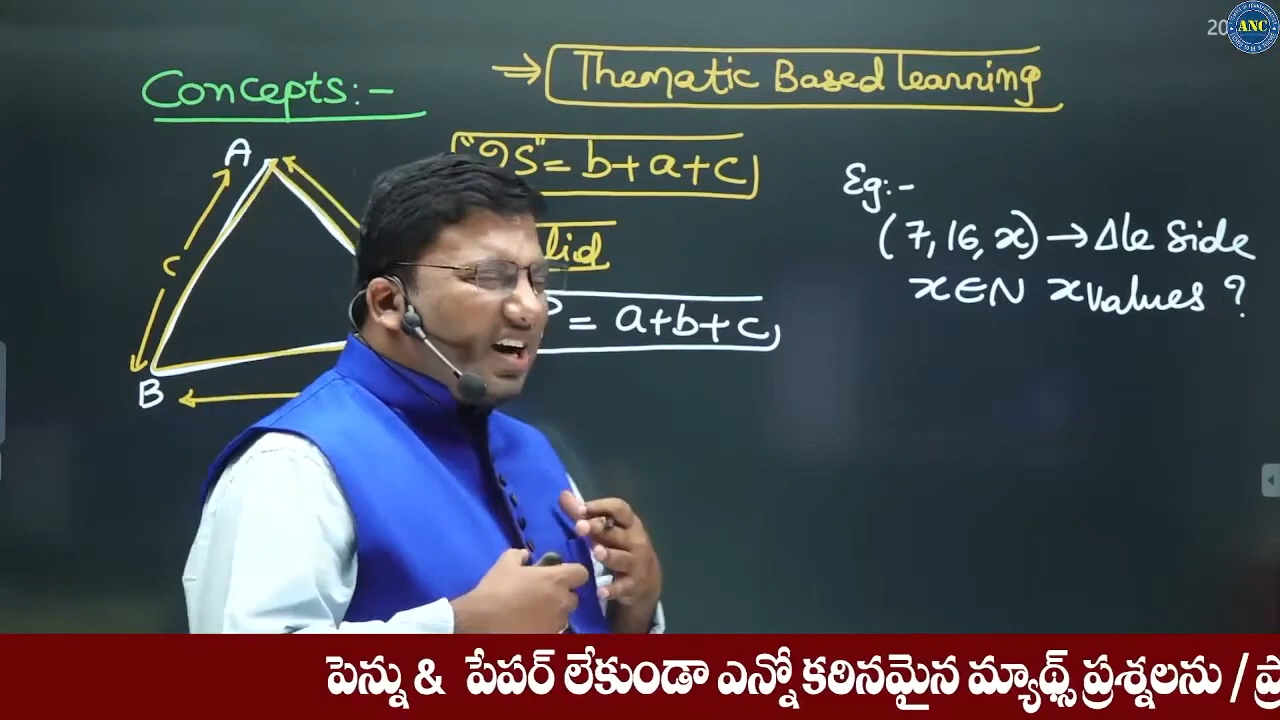 20
ANC
Concepts:-
⇒ Thematic Based learning
A
"2S" = b+a+c
Eg:-
(7, 16, x) → Δle Side
c
x∈N x values ?
= a+b+c
B
పెన్ను & పేపర్ లేకుండా ఎన్నో కఠినమైన మ్యాథ్స్ ప్రశ్నలను /